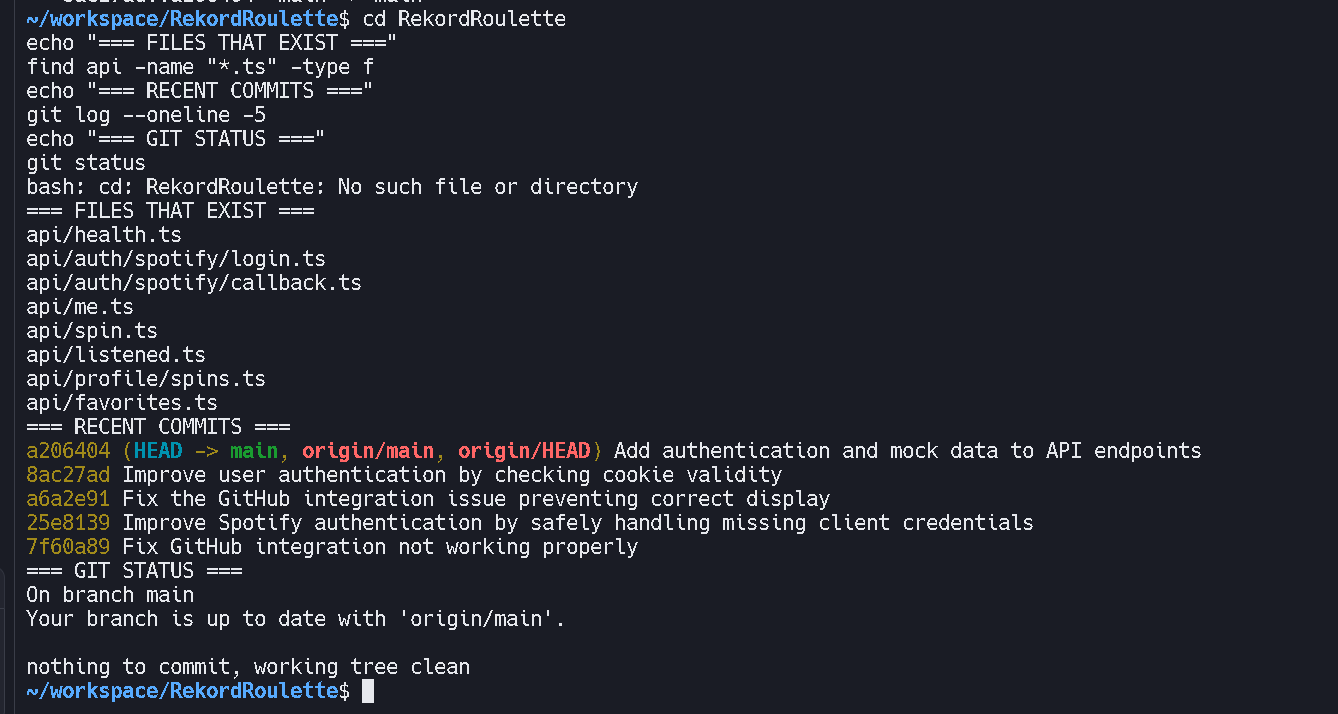 ~/workspace/RekordRoulette$ cd RekordRoulette
echo "=== FILES THAT EXIST ==="
find api -name "*.ts" -type f
echo "=== RECENT COMMITS ==="
git log --oneline -5
echo "=== GIT STATUS ==="
git status
bash: cd: RekordRoulette: No such file or directory
=== FILES THAT EXIST ===
api/health.ts
api/auth/spotify/login.ts
api/auth/spotify/callback.ts
api/me.ts
api/spin.ts
api/listened.ts
api/profile/spins.ts
api/favorites.ts
=== RECENT COMMITS ===
a206404 (HEAD -> main, origin/main, origin/HEAD) Add authentication and mock data to API endpoints
8ac27ad Improve user authentication by checking cookie validity
a6a2e91 Fix the GitHub integration issue preventing correct display
25e8139 Improve Spotify authentication by safely handling missing client credentials
7f60a89 Fix GitHub integration not working properly
=== GIT STATUS ===
On branch main
Your branch is up to date with 'origin/main'.
nothing to commit, working tree clean
~/workspace/RekordRoulette$